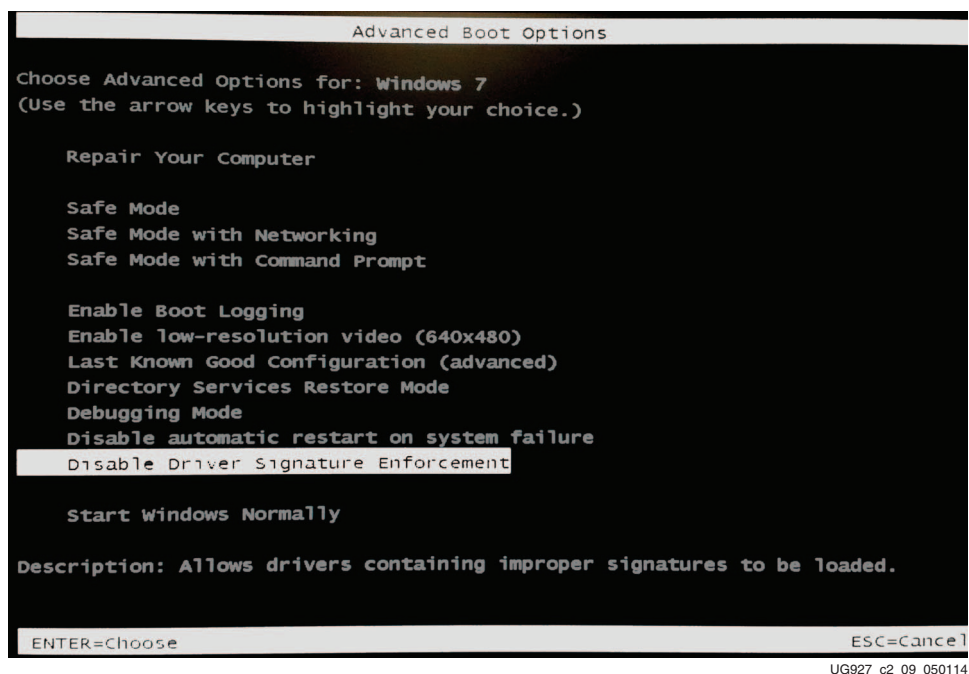 Advanced Boot Options
Choose Advanced Options for: Windows 7
(Use the arrow keys to highlight your choice.)
Repair Your Computer
Safe Mode
Safe Mode with Networking
Safe Mode with Command Prompt
Enable Boot Logging
Enable low-resolution video (640x480)
Last Known Good Configuration (advanced)
Directory Services Restore Mode
Debugging Mode
Disable automatic restart on system failure
Disable Driver Signature Enforcement
Start Windows Normally
Description: Allows drivers containing improper signatures to be loaded.
ENTER=Choose ESC=Cancel
UG927_c2_09_050114